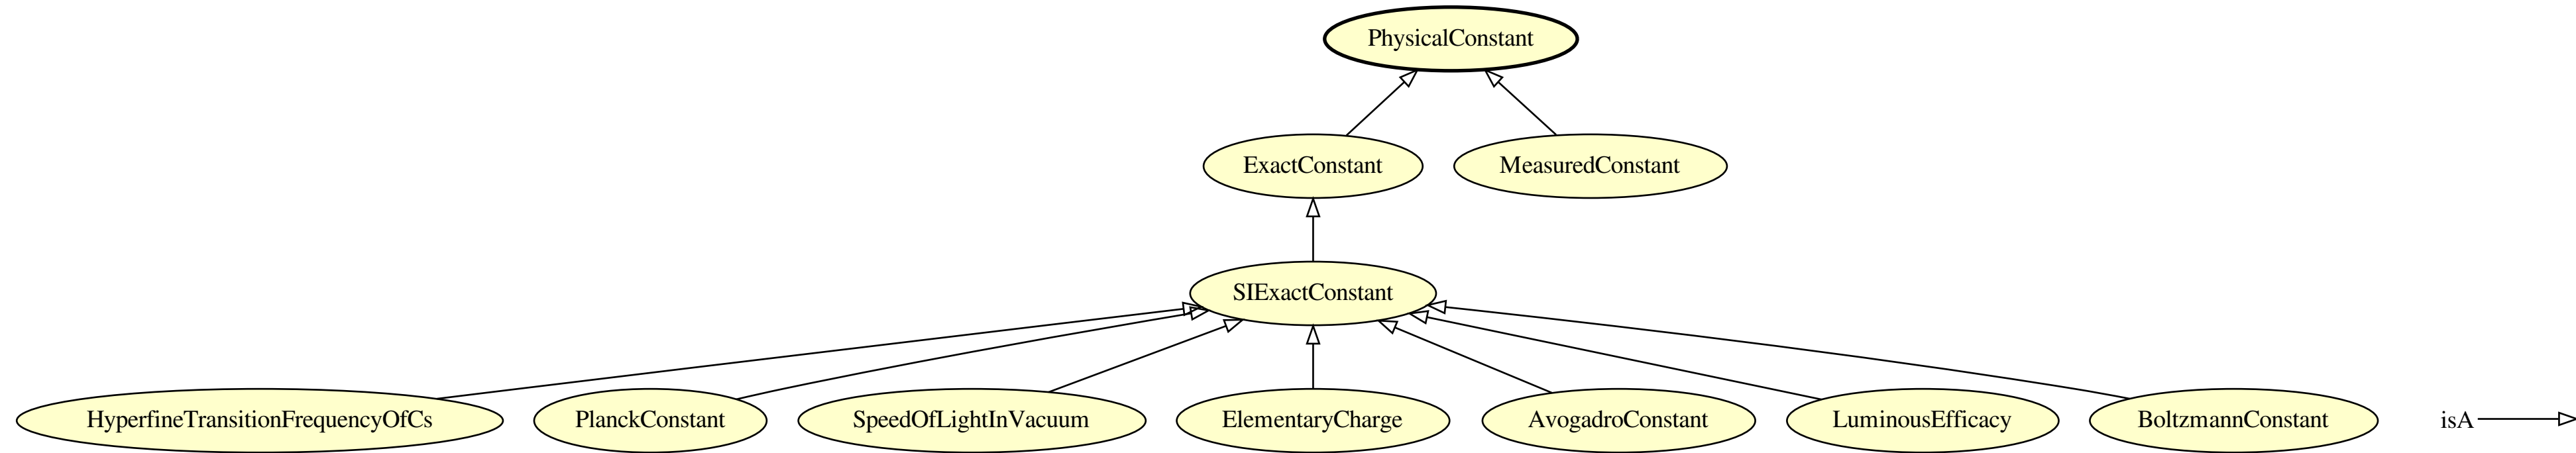 PhysicalConstant
ExactConstant
MeasuredConstant
SIExactConstant
HyperfineTransitionFrequencyOfCs
PlanckConstant
SpeedOfLightInVacuum
ElementaryCharge
AvogadroConstant
LuminousEfficacy
BoltzmannConstant
isA